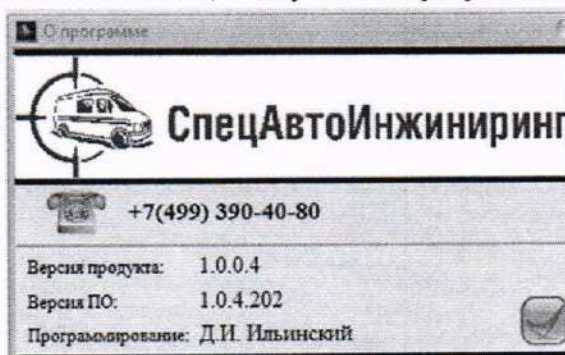 О программе
СпецАвтоИнжиниринг
+7(499) 390-40-80
Версия продукта: 1.0.0.4
Версия ПО: 1.0.4.202
Программирование: Д.И. Ильинский